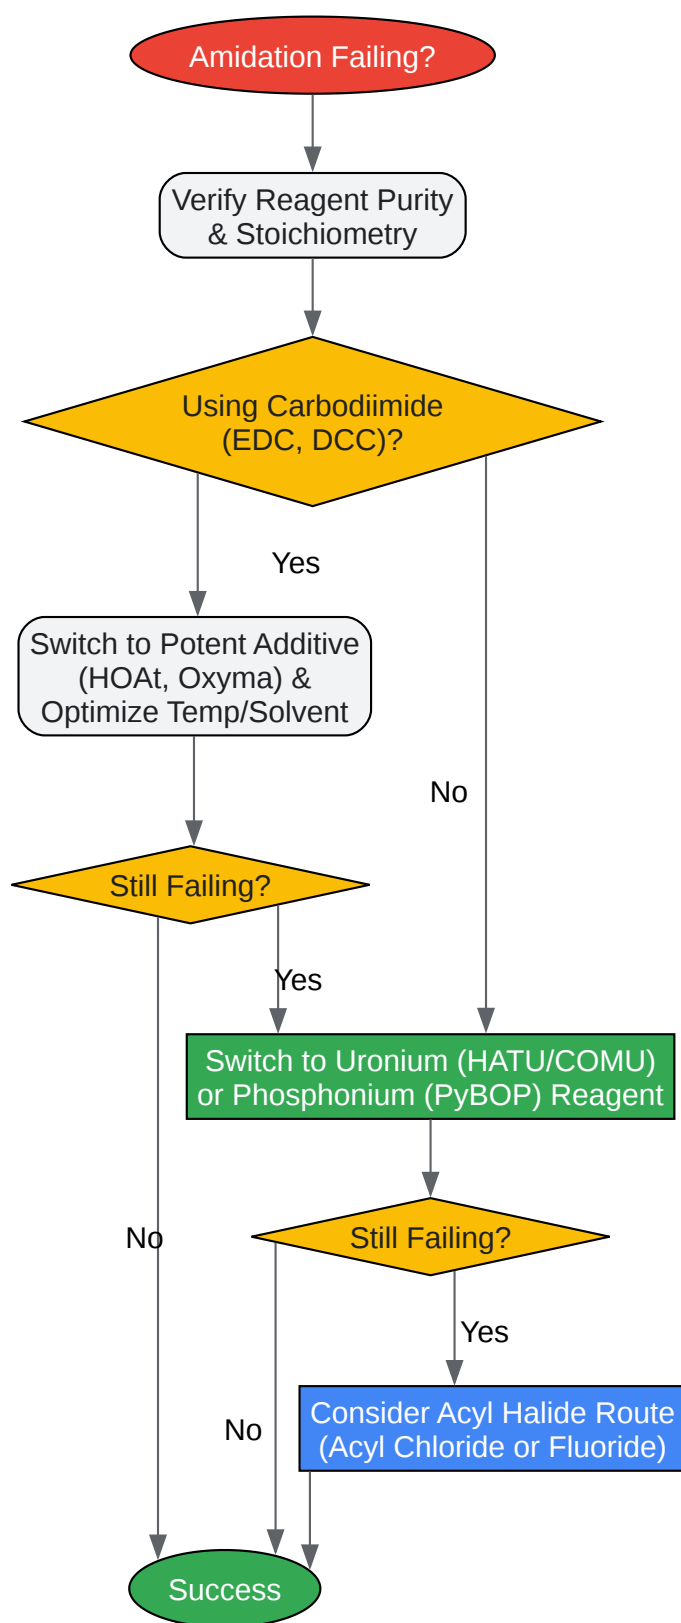 Amidation Failing?
Verify Reagent Purity
& Stoichiometry
Using Carbodiimide
(EDC, DCC)?
Yes
Switch to Potent Additive
(HOAt, Oxyma) &
Optimize Temp/Solvent
No
Still Failing?
Yes
Switch to Uronium (HATU/COMU)
or Phosphonium (PyBOP) Reagent
No
Still Failing?
Yes
Consider Acyl Halide Route
(Acyl Chloride or Fluoride)
No
Success